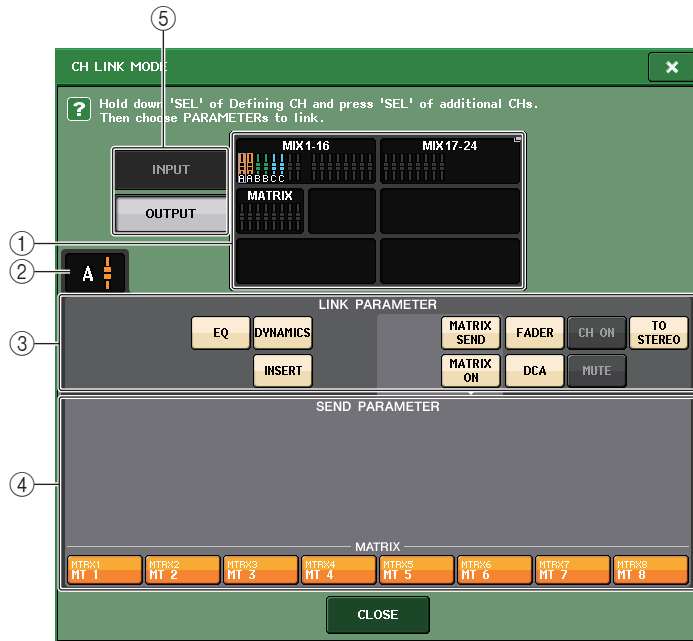 ⑤
CH LINK MODE
×
? Hold down 'SEL' of Defining CH and press 'SEL' of additional CHs.
Then choose PARAMETERs to link.
INPUT
OUTPUT
MIX1-16
MIX17-24
AABBCC
MATRIX
①
②
A
③
LINK PARAMETER
EQ
DYNAMICS
MATRIX SEND
FADER
CH ON
TO STEREO
INSERT
MATRIX ON
DCA
MUTE
④
SEND PARAMETER
MATRIX
MTRX1
MT 1
MTRX2
MT 2
MTRX3
MT 3
MTRX4
MT 4
MTRX5
MT 5
MTRX6
MT 6
MTRX7
MT 7
MTRX8
MT 8
CLOSE